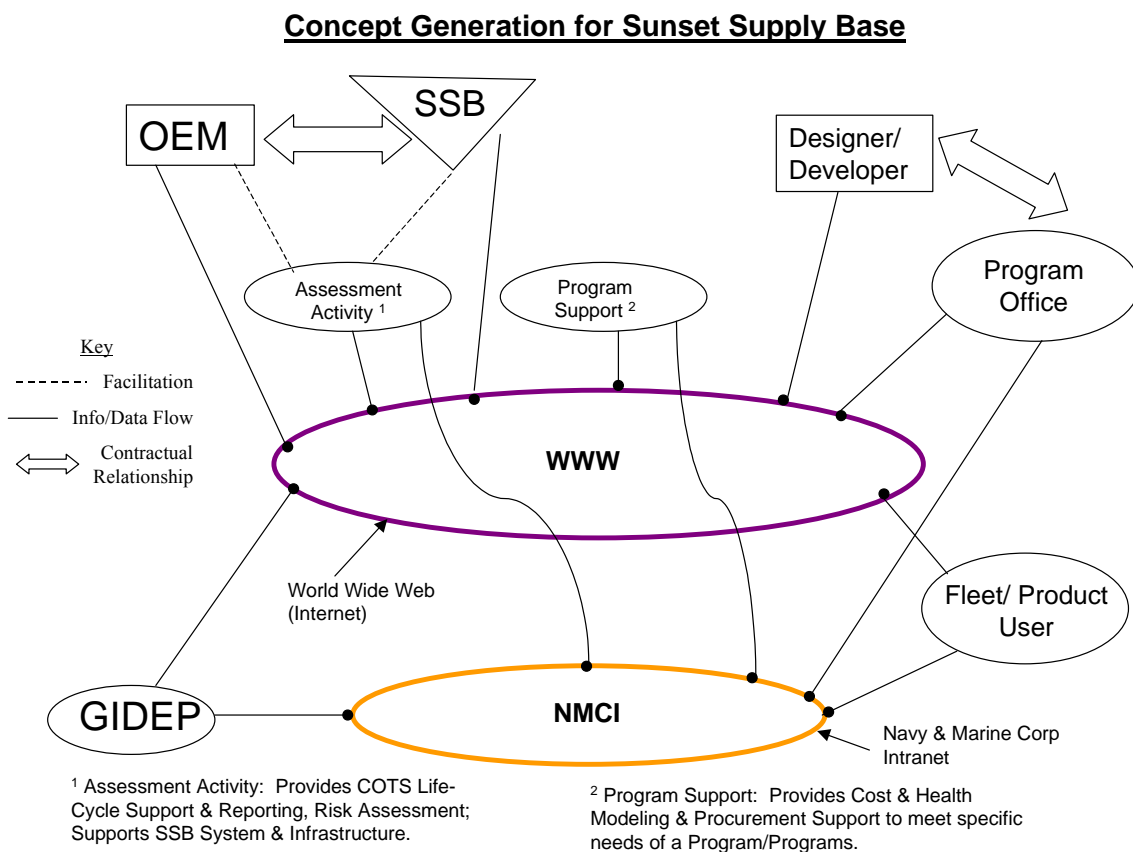 Concept Generation for Sunset Supply Base
SSB
OEM
Designer/
Developer
Program
Office
Assessment
Activity 1
Program
Support 2
Key
Facilitation
Info/Data Flow
Contractual
Relationship
WWW
World Wide Web
(Internet)
Fleet/ Product
User
GIDEP
NMCI
Navy & Marine Corp
Intranet
1 Assessment Activity: Provides COTS Life-
Cycle Support & Reporting, Risk Assessment;
Supports SSB System & Infrastructure.
2 Program Support: Provides Cost & Health
Modeling & Procurement Support to meet specific
needs of a Program/Programs.